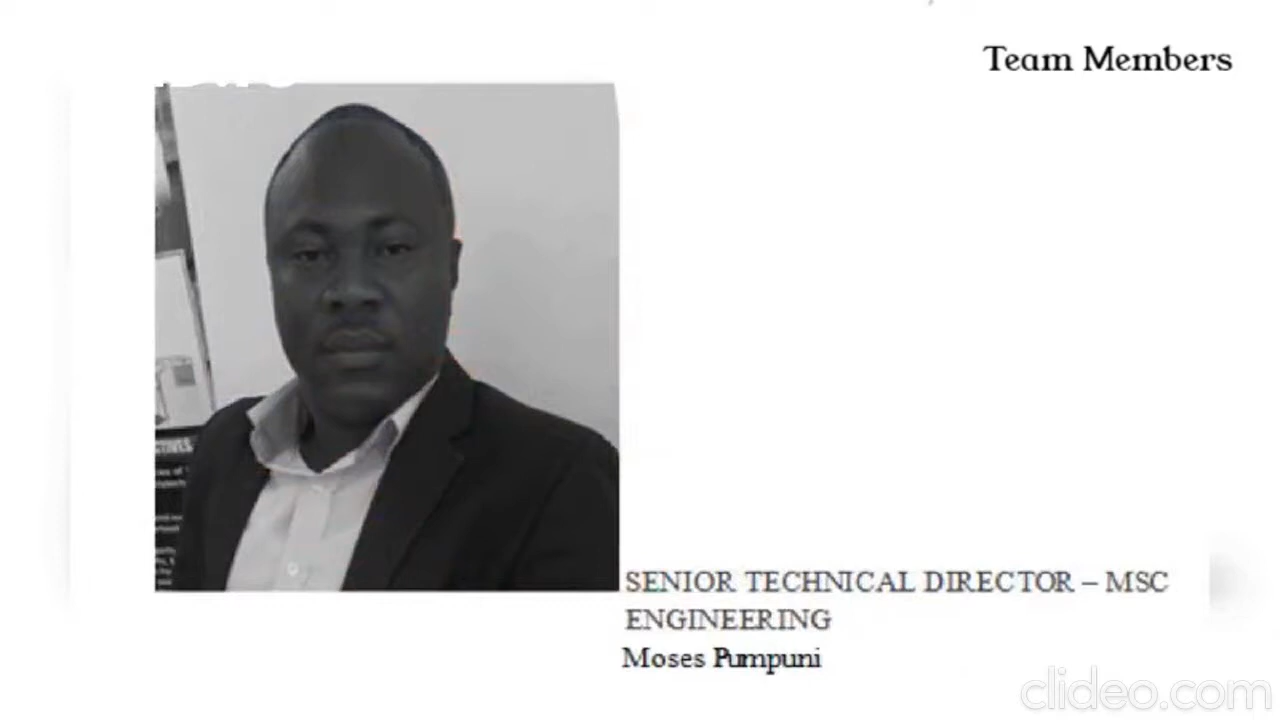 Team Members
SENIOR TECHNICAL DIRECTOR – MSC
ENGINEERING
Moses Pumpuni
clideo.com